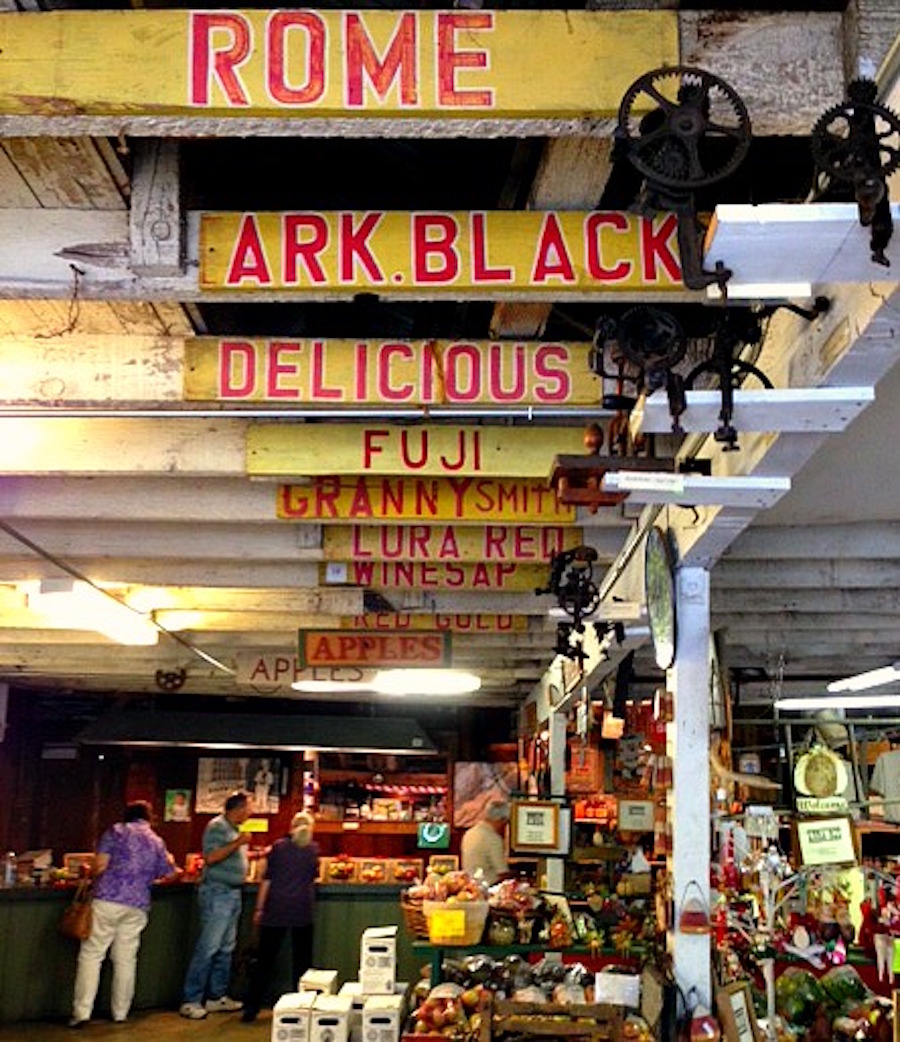 ROME
ARK.BLACK
DELICIOUS
FUJI
GRANNY SMITH
LURA RED
WINESAP
RED GOLD
APPLES
APPLES
Welcome